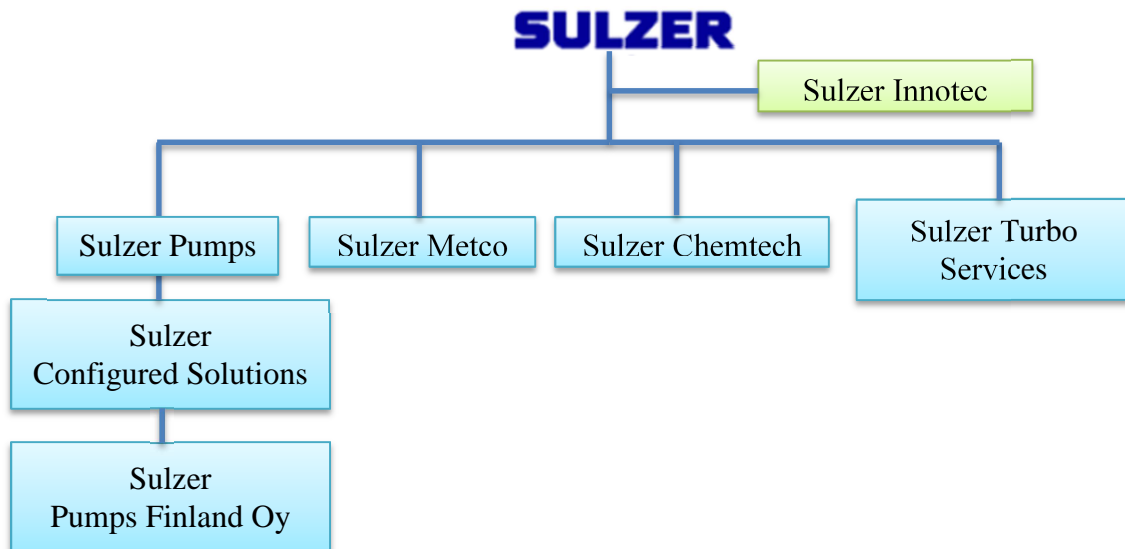 SULZER
Sulzer Innotec
Sulzer Pumps
Sulzer Metco
Sulzer Chemtech
Sulzer Turbo
Services
Sulzer
Configured Solutions
Sulzer
Pumps Finland Oy